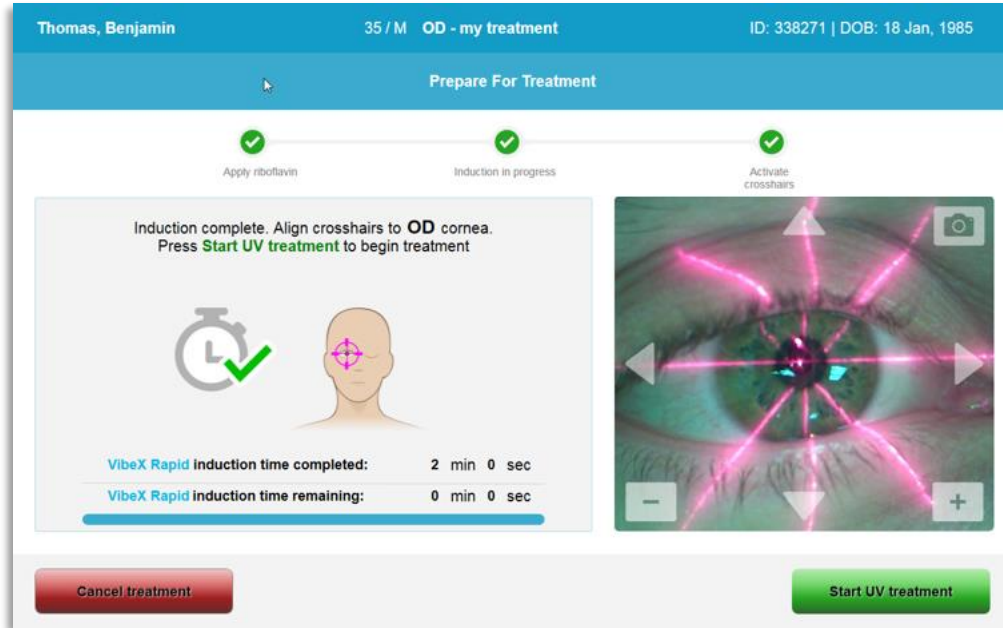 Thomas, Benjamin 35 / M OD - my treatment ID: 338271 | DOB: 18 Jan, 1985
Prepare For Treatment
Apply riboflavin Induction in progress Activate
crosshairs
Induction complete. Align crosshairs to OD cornea.
Press Start UV treatment to begin treatment
VibeX Rapid induction time completed: 2 min 0 sec
VibeX Rapid induction time remaining: 0 min 0 sec
Cancel treatment Start UV treatment